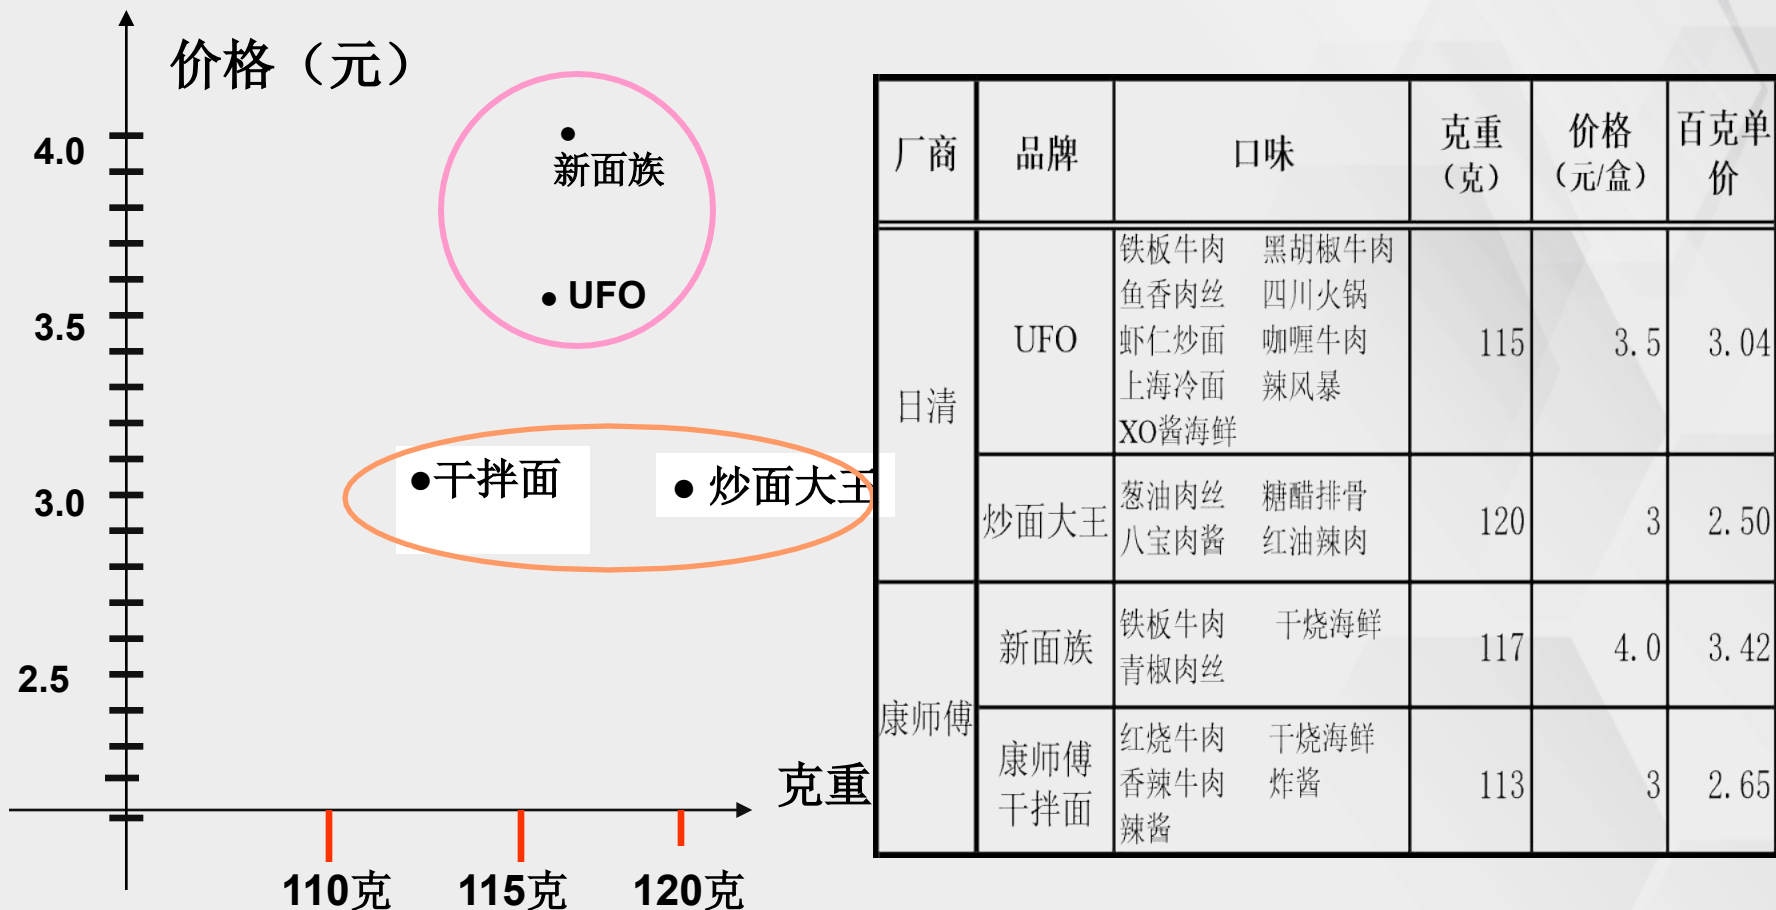 价格（元）
4.0
新面族
UFO
3.5
干拌面
炒面大王
3.0
2.5
克重
110克 115克 120克
厂商 品牌 口味 克重（克） 价格（元/盒） 百克单价
日清 UFO 115 3.5 3.04
铁板牛肉 黑胡椒牛肉
鱼香肉丝 四川火锅
虾仁炒面 咖喱牛肉
上海冷面 辣风暴
XO酱海鲜
炒面大王 120 3 2.50
葱油肉丝 糖醋排骨
八宝肉酱 红油辣肉
康师傅 新面族 117 4.0 3.42
铁板牛肉 干烧海鲜
青椒肉丝
康师傅干拌面 113 3 2.65
红烧牛肉 干烧海鲜
香辣牛肉 炸酱
辣酱